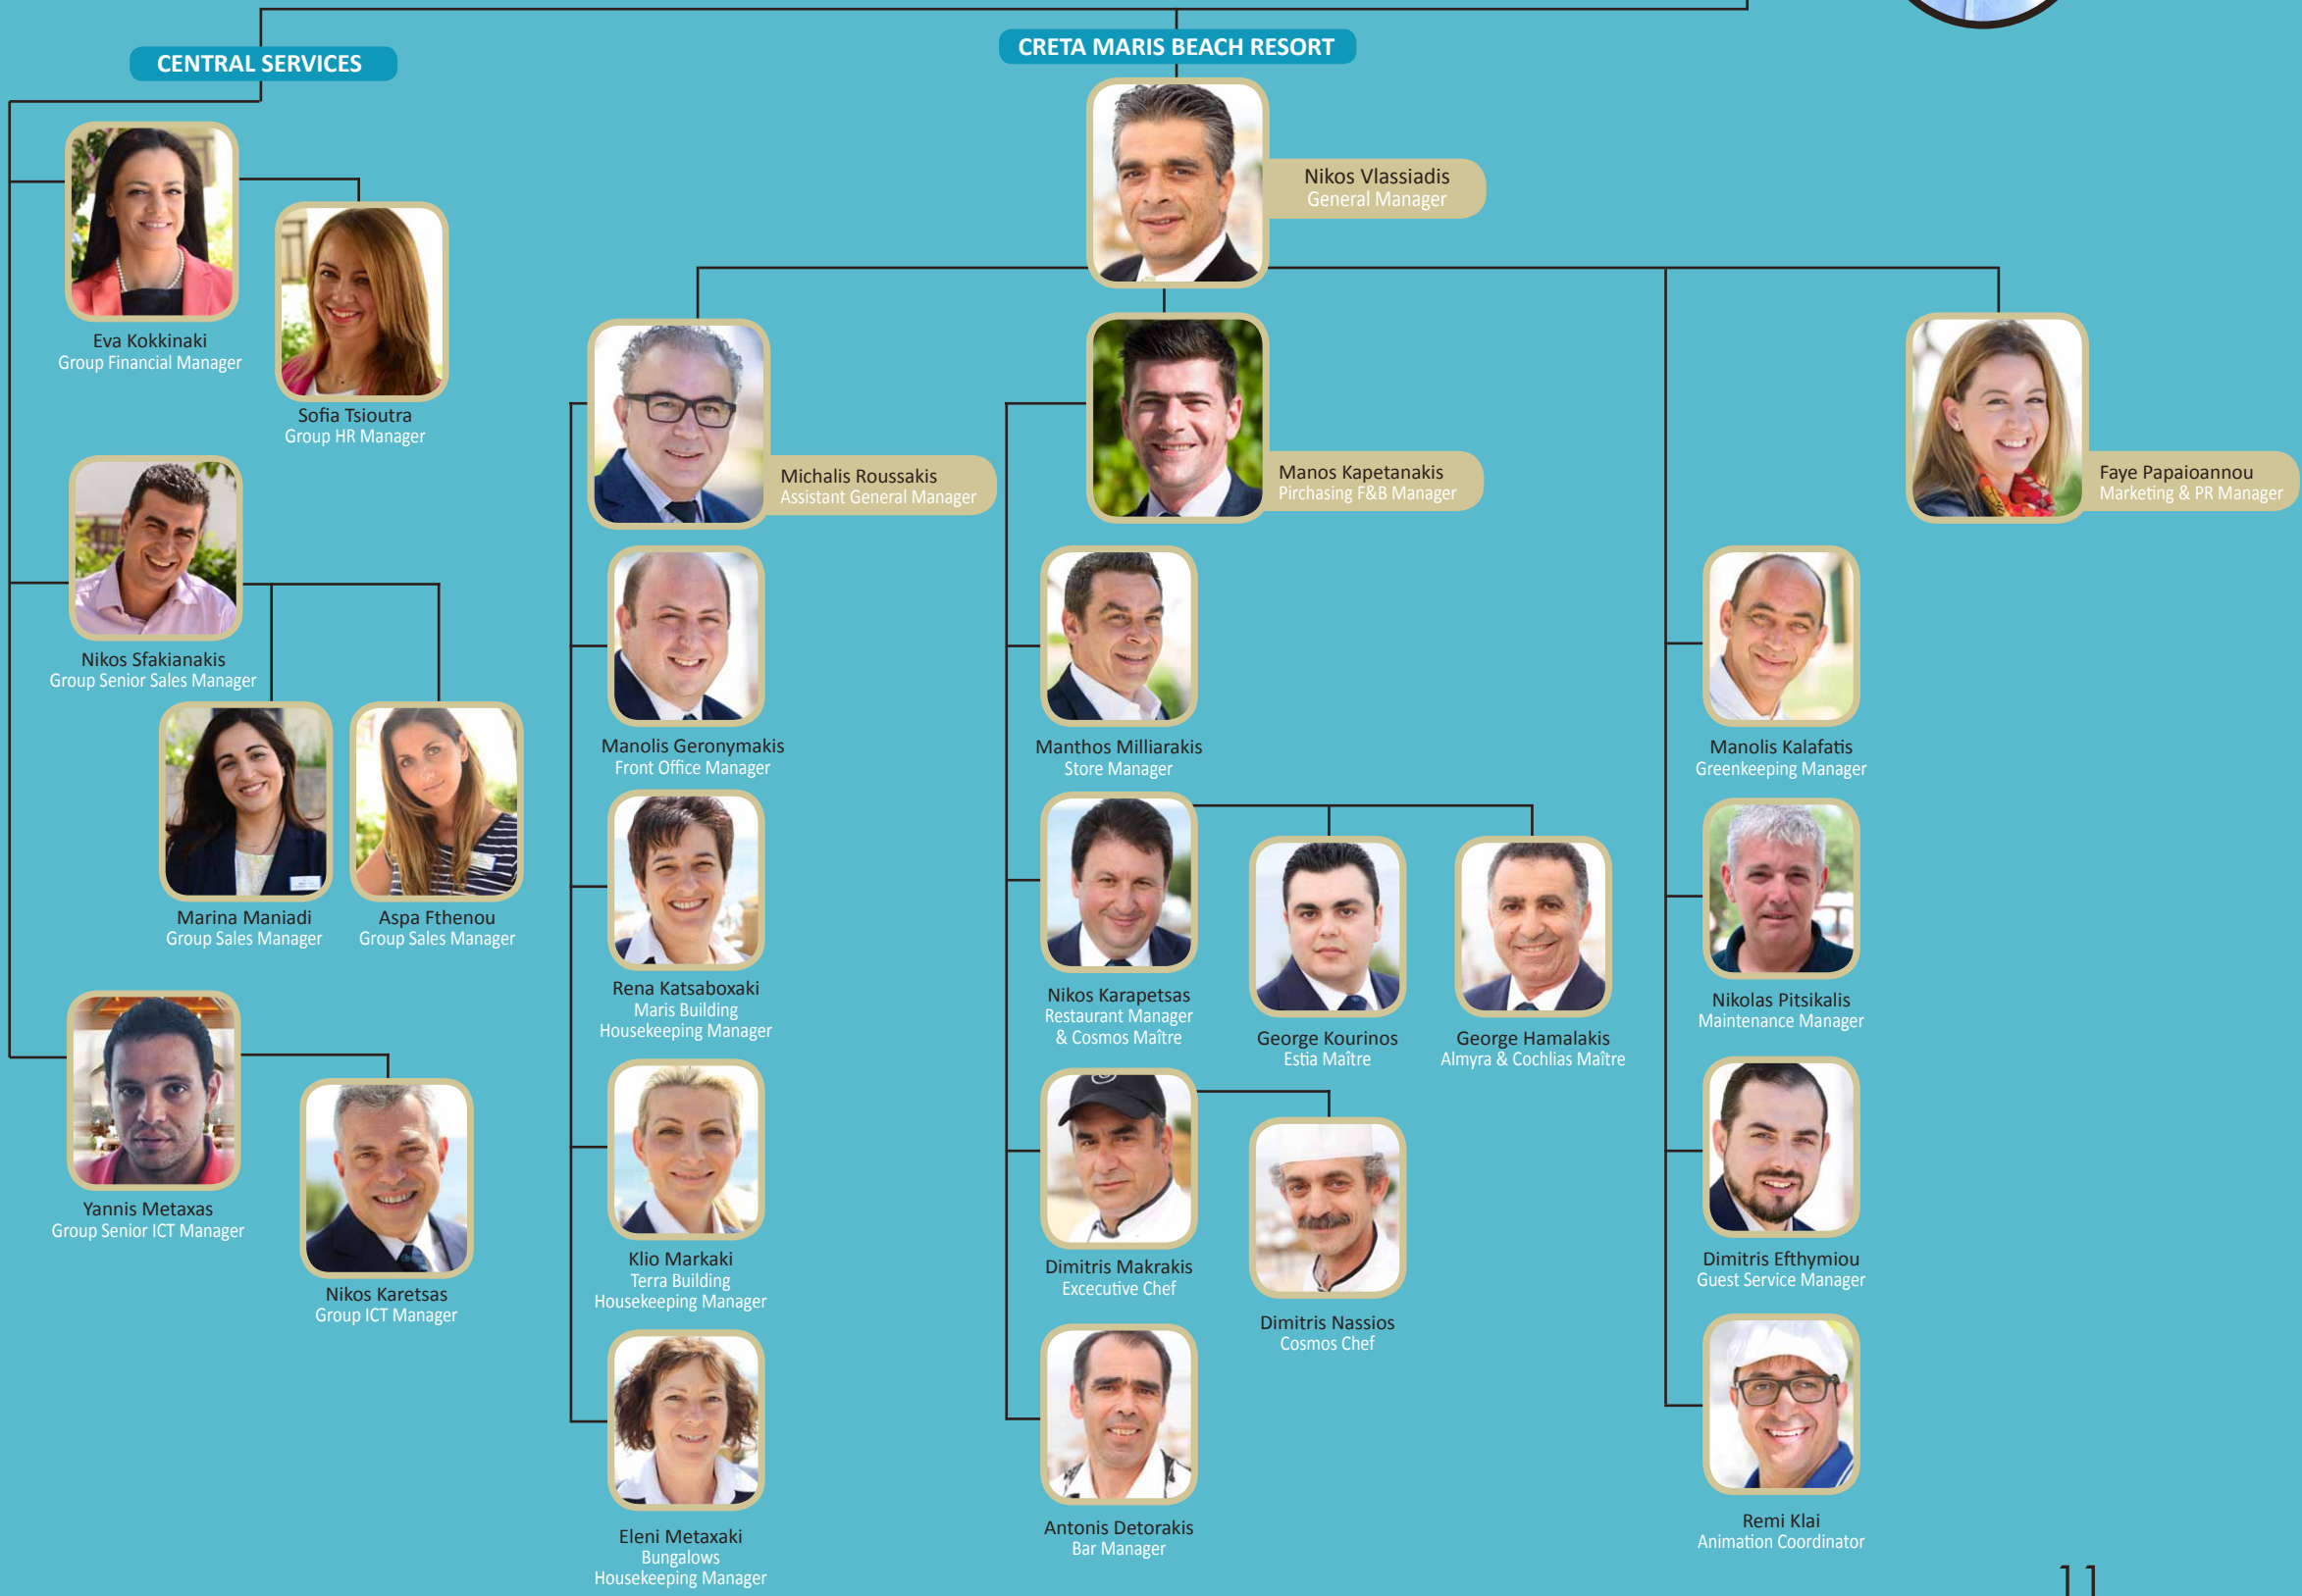 CENTRAL SERVICES
CRETA MARIS BEACH RESORT
Nikos Vlassiadis
General Manager
Eva Kokkinaki
Group Financial Manager
Sofia Tsioutra
Group HR Manager
Michalis Roussakis
Assistant General Manager
Manos Kapetanakis
Pirchasing F&B Manager
Faye Papaioannou
Marketing & PR Manager
Nikos Sfakianakis
Group Senior Sales Manager
Marina Maniadi
Group Sales Manager
Aspa Fthenou
Group Sales Manager
Yannis Metaxas
Group Senior ICT Manager
Nikos Karetsas
Group ICT Manager
Manolis Geronymakis
Front Office Manager
Rena Katsaboxaki
Maris Building
Housekeeping Manager
Klio Markaki
Terra Building
Housekeeping Manager
Eleni Metaxaki
Bungalows
Housekeeping Manager
Manthos Milliarakis
Store Manager
Nikos Karapetsas
Restaurant Manager
& Cosmos Maître
George Kourinos
Estia Maître
George Hamalakis
Almyra & Cochlias Maître
Dimitris Makrakis
Excecutive Chef
Dimitris Nassios
Cosmos Chef
Antonis Detorakis
Bar Manager
Manolis Kalafatis
Greenkeeping Manager
Nikolas Pitsikalis
Maintenance Manager
Dimitris Efthymiou
Guest Service Manager
Remi Klai
Animation Coordinator
11